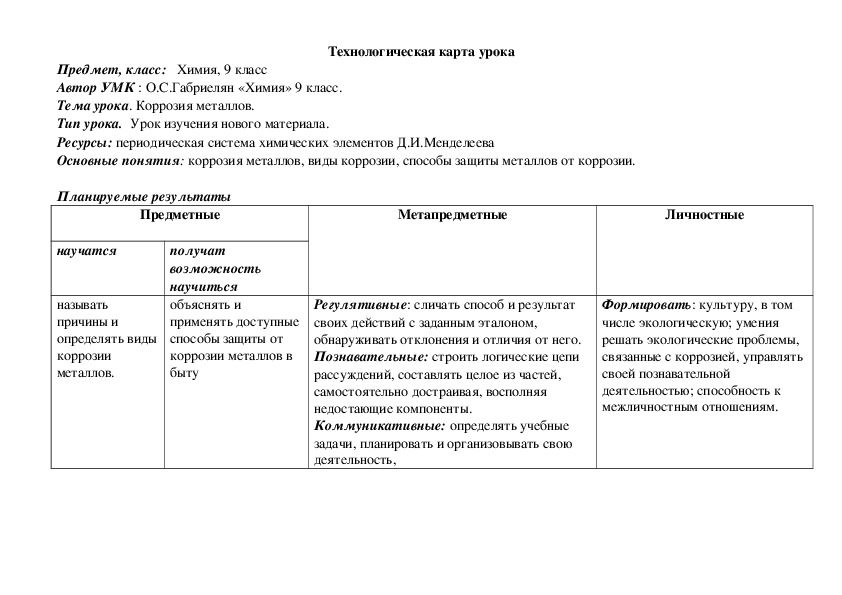 Технологическая карта урока
Предмет, класс: Химия, 9 класс
Автор УМК : О.С.Габриелян «Химия» 9 класс.
Тема урока. Коррозия металлов.
Тип урока. Урок изучения нового материала.
Ресурсы: периодическая система химических элементов Д.И.Менделеева
Основные понятия: коррозия металлов, виды коррозии, способы защиты металлов от коррозии.
Планируемые результаты
Предметные
Метапредметные
Личностные
научатся
получат
возможность
научиться
называть
причины и
определять виды
коррозии
металлов.
объяснять и
применять доступные
способы защиты от
коррозии металлов в
быту
Регулятивные: сличать способ и результат
своих действий с заданным эталоном,
обнаруживать отклонения и отличия от него.
Познавательные: строить логические цепи
рассуждений, составлять целое из частей,
самостоятельно достраивая, восполняя
недостающие компоненты.
Коммуникативные: определять учебные
задачи, планировать и организовывать свою
деятельность,
Формировать: культуру, в том
числе экологическую; умения
решать экологические проблемы,
связанные с коррозией, управлять
своей познавательной
деятельностью; способность к
межличностным отношениям.